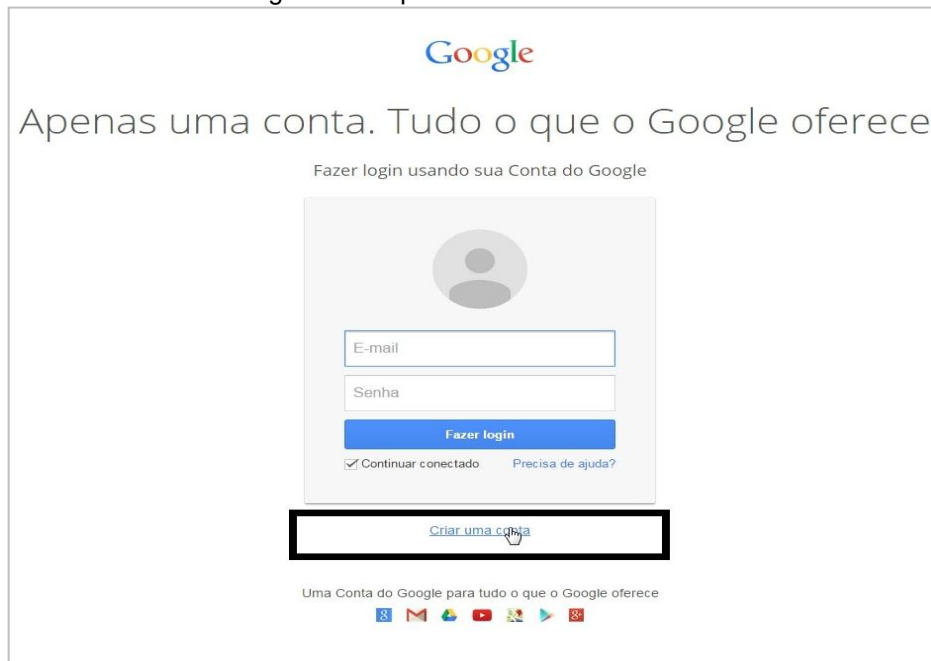 Google
Apenas uma conta. Tudo o que o Google oferece
Fazer login usando sua Conta do Google
E-mail
Senha
Fazer login
Continuar conectado Precisa de ajuda?
Criar uma conta
Uma Conta do Google para tudo o que o Google oferece